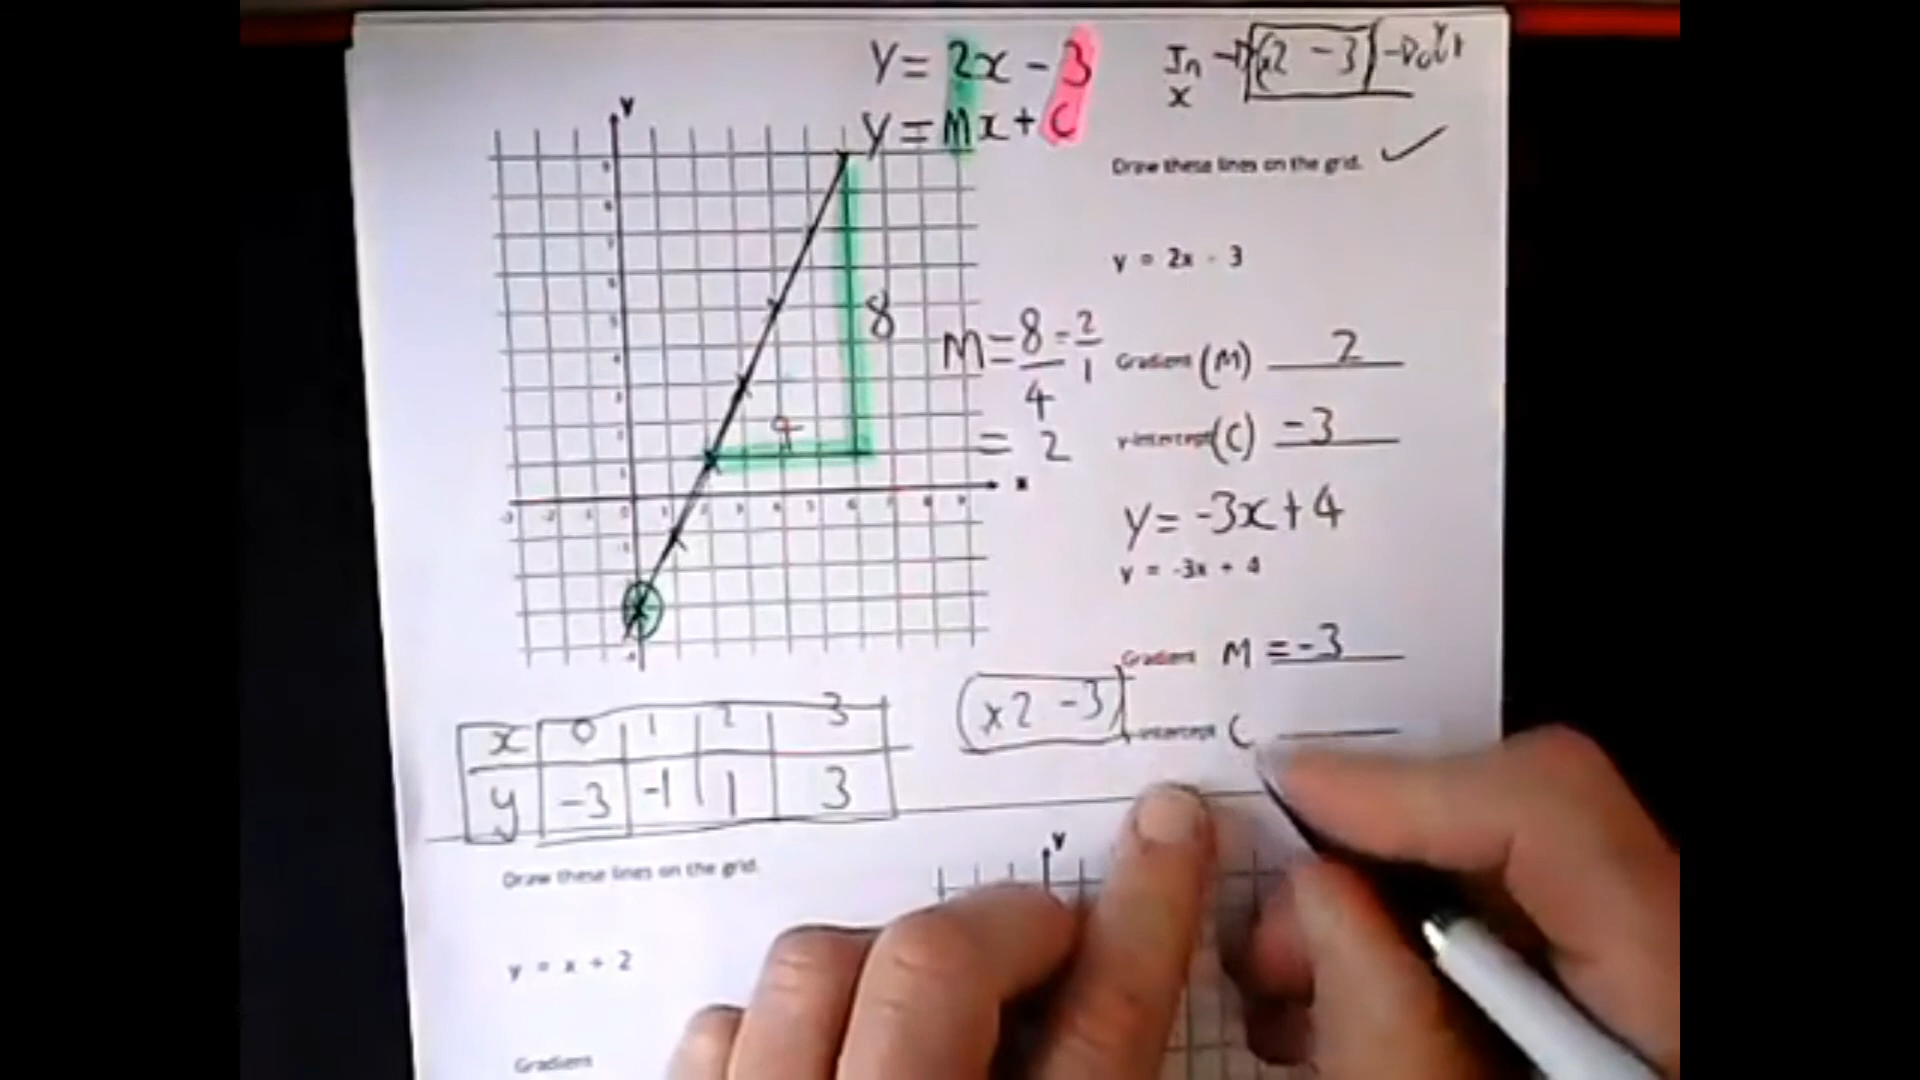 y = 2x - 3
y = Mx + C
In
x
x2 - 3
Draw these lines on the grid.
y
y = 2x - 3
8
M = 8/4 = 2/1
= 2
4
Gradient (M) 2
y-intercept (C) -3
x
y = -3x + 4
y = -3x + 4
Gradient M = -3
x2 - 3
-intercept C
x 0 1 2 3
y -3 -1 1 3
Draw these lines on the grid.
y
y = x + 2
Gradient